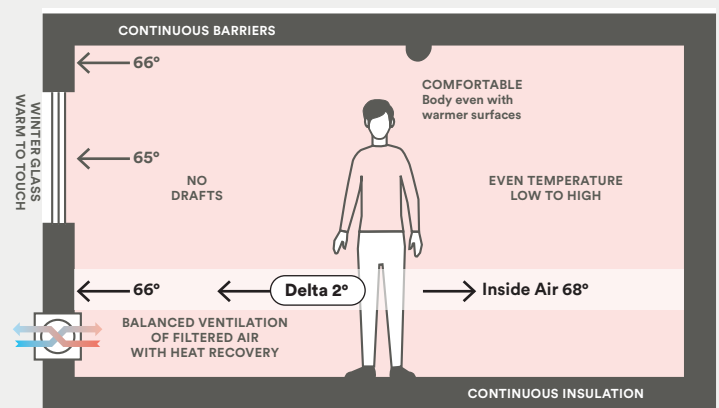 CONTINUOUS BARRIERS
66°
COMFORTABLE
Body even with
warmer surfaces
WINTER GLASS
WARM TO TOUCH
65°
NO
DRAFTS
EVEN TEMPERATURE
LOW TO HIGH
66°
Delta 2°
Inside Air 68°
BALANCED VENTILATION
OF FILTERED AIR
WITH HEAT RECOVERY
CONTINUOUS INSULATION